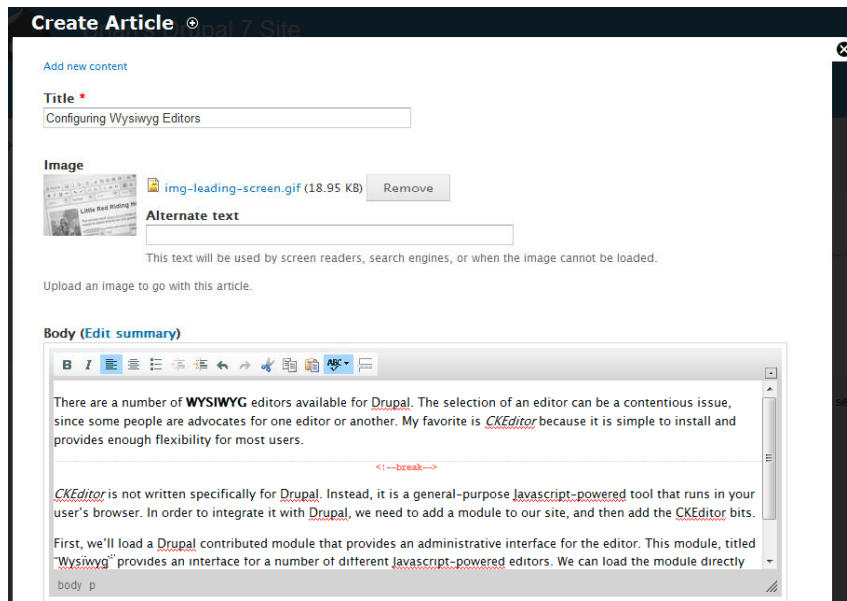 Create Article
Drupal 7 Site
Add new content
Title *
Configuring Wysiwyg Editors
Image
Little Red Riding H
img-leading-screen.gif (18.95 KB) Remove
Alternate text
This text will be used by screen readers, search engines, or when the image cannot be loaded.
Upload an image to go with this article.
Body (Edit summary)
B I ABC
There are a number of WYSIWYG editors available for Drupal. The selection of an editor can be a contentious issue,
since some people are advocates for one editor or another. My favorite is CKEditor because it is simple to install and
provides enough flexibility for most users.
<!--break-->
CKEditor is not written specifically for Drupal. Instead, it is a general-purpose Javascript-powered tool that runs in your
user's browser. In order to integrate it with Drupal, we need to add a module to our site, and then add the CKEditor bits.
First, we'll load a Drupal contributed module that provides an administrative interface for the editor. This module, titled
"Wysiwyg" provides an interface for a number of different Javascript-powered editors. We can load the module directly
body p